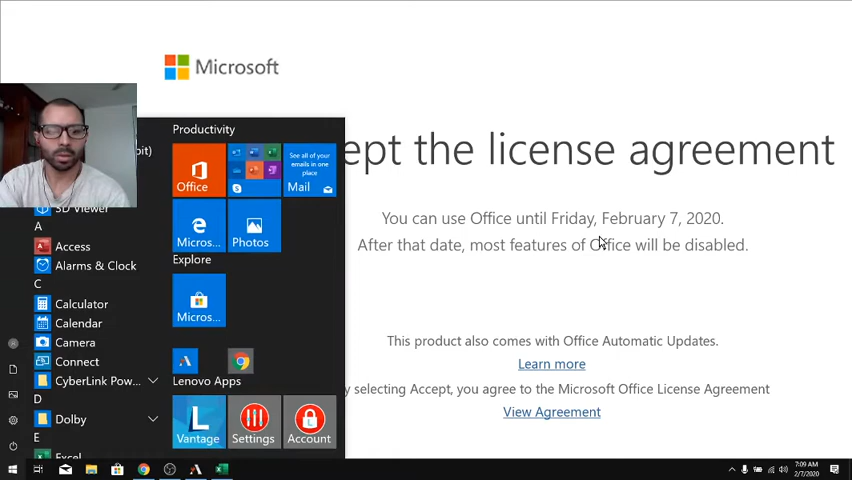 Microsoft
Accept the license agreement
You can use Office until Friday, February 7, 2020.
After that date, most features of Office will be disabled.
This product also comes with Office Automatic Updates.
Learn more
y selecting Accept, you agree to the Microsoft Office License Agreement
View Agreement
bit)
3D Viewer
A
Access
Alarms & Clock
C
Calculator
Calendar
Camera
Connect
CyberLink Pow...
D
Dolby
E
Excel
Productivity
Office
See all of your
emails in one
place
Mail
Micros...
Photos
Explore
Micros...
Lenovo Apps
L
Vantage
Settings
Account
7:09 AM
2/7/2020